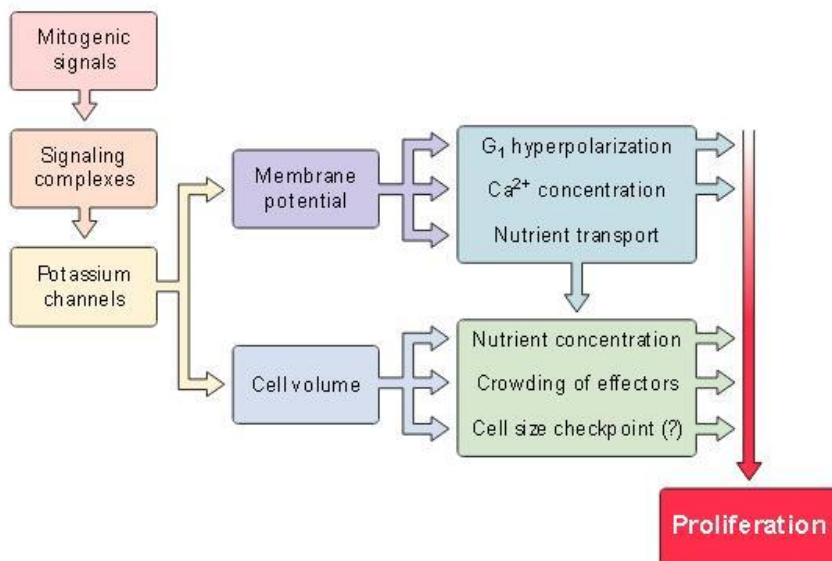 Mitogenic
signals
Signaling
complexes
Potassium
channels
Membrane
potential
Cell volume
G₁ hyperpolarization
Ca²⁺ concentration
Nutrient transport
Nutrient concentration
Crowding of effectors
Cell size checkpoint (?)
Proliferation